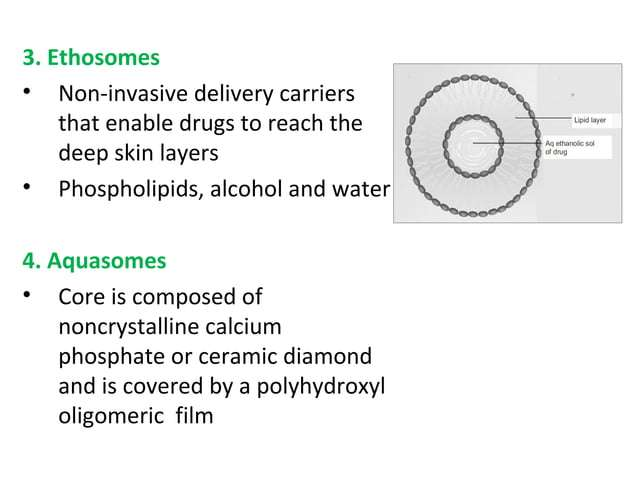 3. Ethosomes
• Non-invasive delivery carriers
that enable drugs to reach the
deep skin layers
• Phospholipids, alcohol and water
Lipid layer
Aq ethanolic sol
of drug
4. Aquasomes
• Core is composed of
noncrystalline calcium
phosphate or ceramic diamond
and is covered by a polyhydroxyl
oligomeric  film